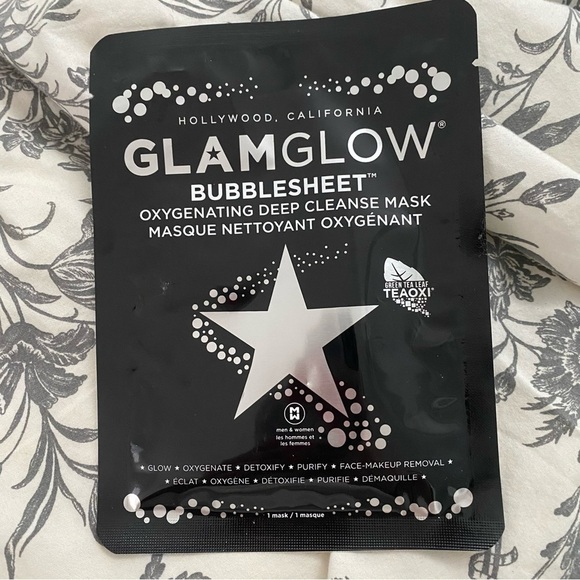 HOLLYWOOD, CALIFORNIA
GLAMGLOW®
BUBBLESHEET™
OXYGENATING DEEP CLEANSE MASK
MASQUE NETTOYANT OXYGÉNANT
GREEN TEA LEAF
TEAOXI®
men & women
les hommes et
les femmes
★ GLOW ★ OXYGENATE ★ DETOXIFY ★ PURIFY ★ FACE-MAKEUP REMOVAL ★
★ ÉCLAT ★ OXYGÈNE ★ DÉTOXIFIE ★ PURIFIE ★ DÉMAQUILLE ★
1 mask / 1 masque